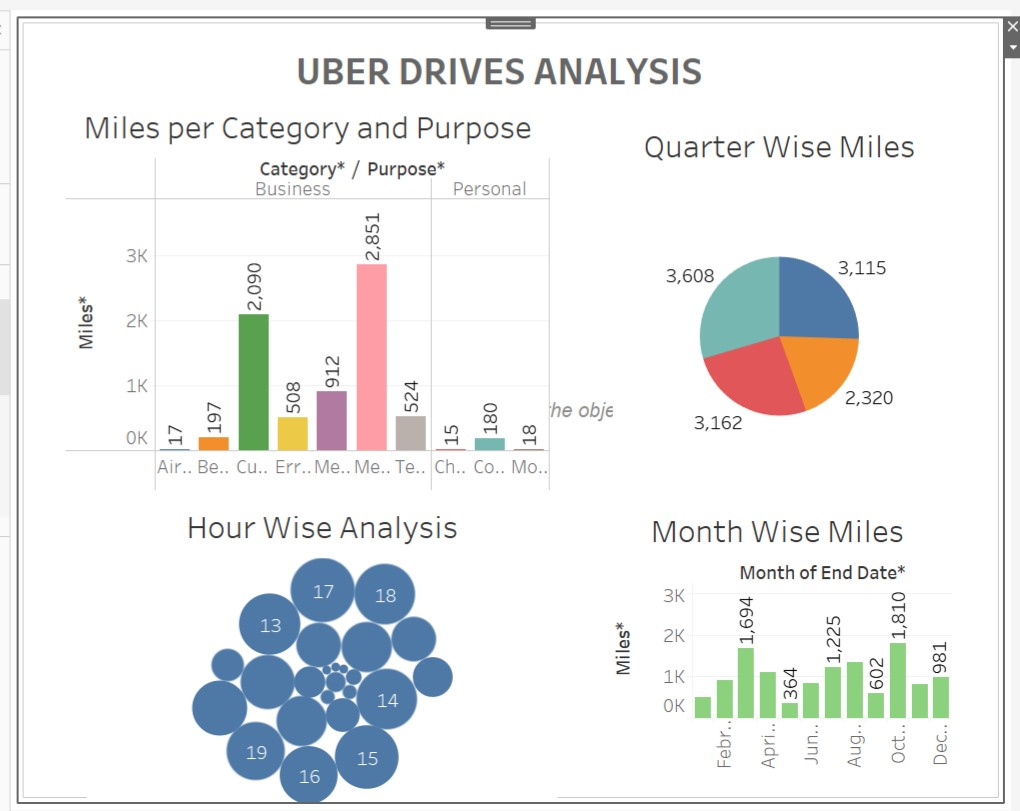 UBER DRIVES ANALYSIS
Miles per Category and Purpose
Category* / Purpose*
Business Personal
Miles*
3K
2K
1K
0K
17 197 2,090 508 912 2,851 524 15 180 18
Air.. Be.. Cu.. Err.. Me.. Me.. Te.. Ch.. Co.. Mo..
the obje
Quarter Wise Miles
3,608 3,115
3,162 2,320
Hour Wise Analysis
17 18
13
14
19 15
16
Month Wise Miles
Month of End Date*
Miles*
3K
2K
1K
0K
1,694 364 1,225 602 1,810 981
Febr.. Apri.. Jun.. Aug.. Oct.. Dec..